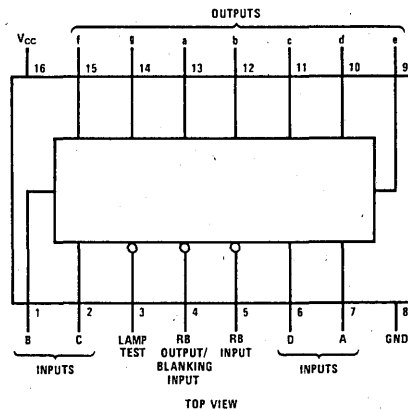 OUTPUTS
VCC f g a b c d e
16 15 14 13 12 11 10 9
1 2 3 4 5 6 7 8
B C LAMP TEST RB OUTPUT/ BLANKING INPUT RB INPUT D A GND
INPUTS INPUTS
TOP VIEW